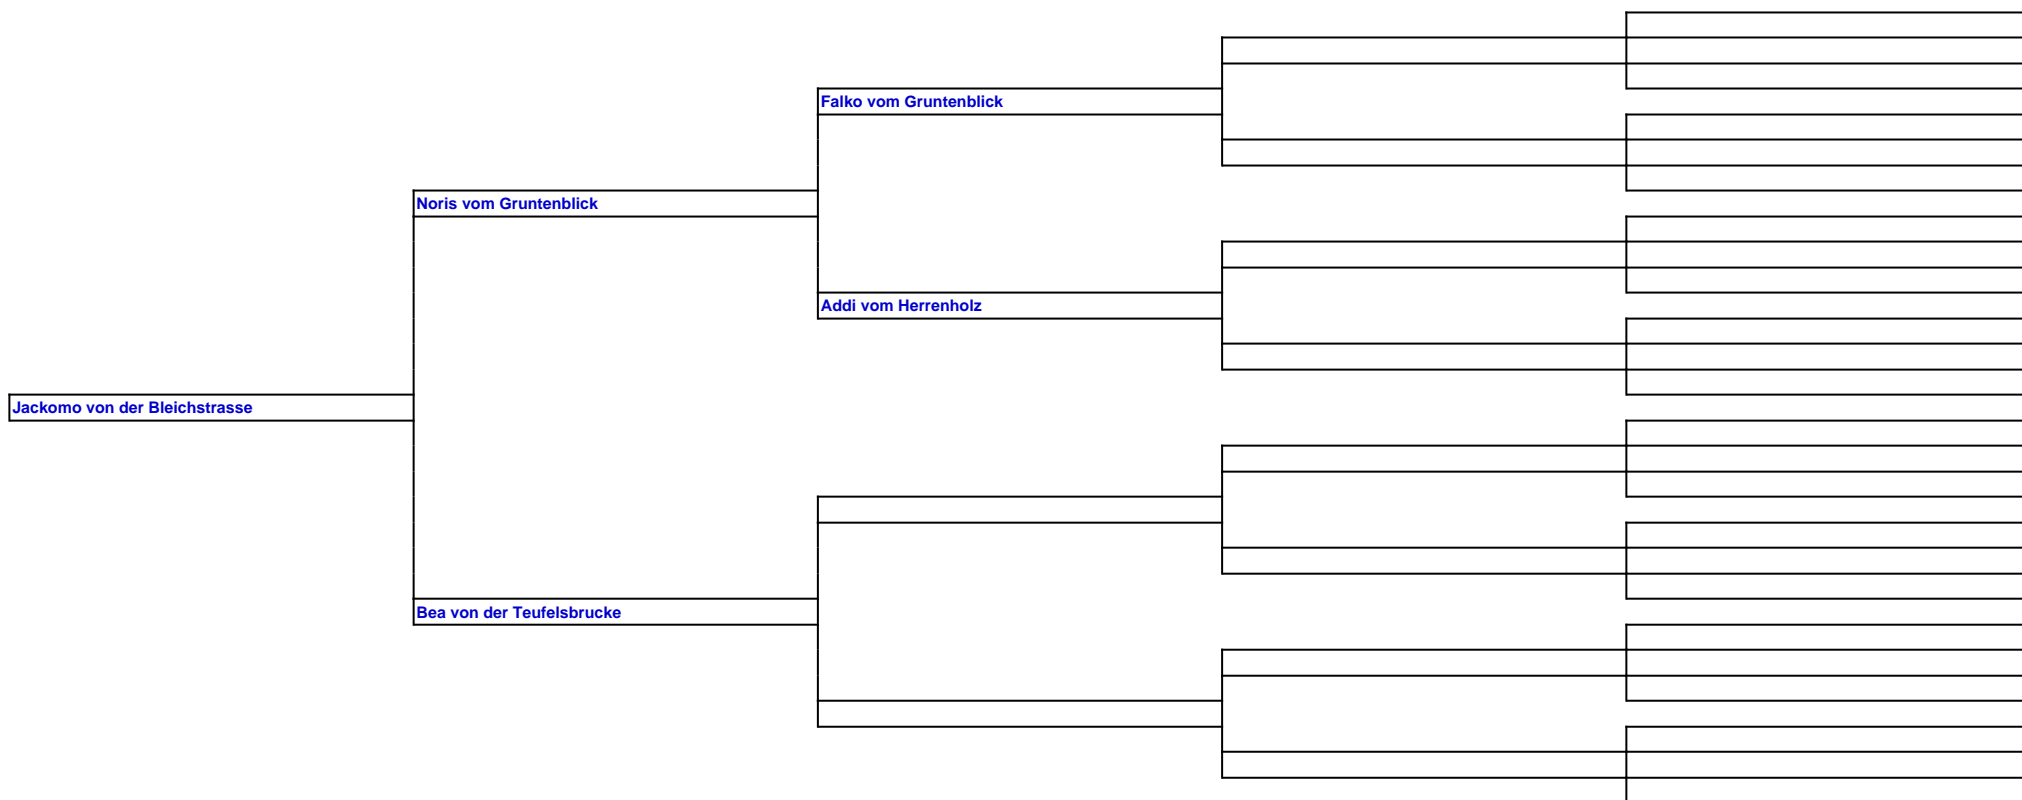 Falko vom Gruntenblick
Noris vom Gruntenblick
Addi vom Herrenholz
Jackomo von der Bleichstrasse
Bea von der Teufelsbrucke